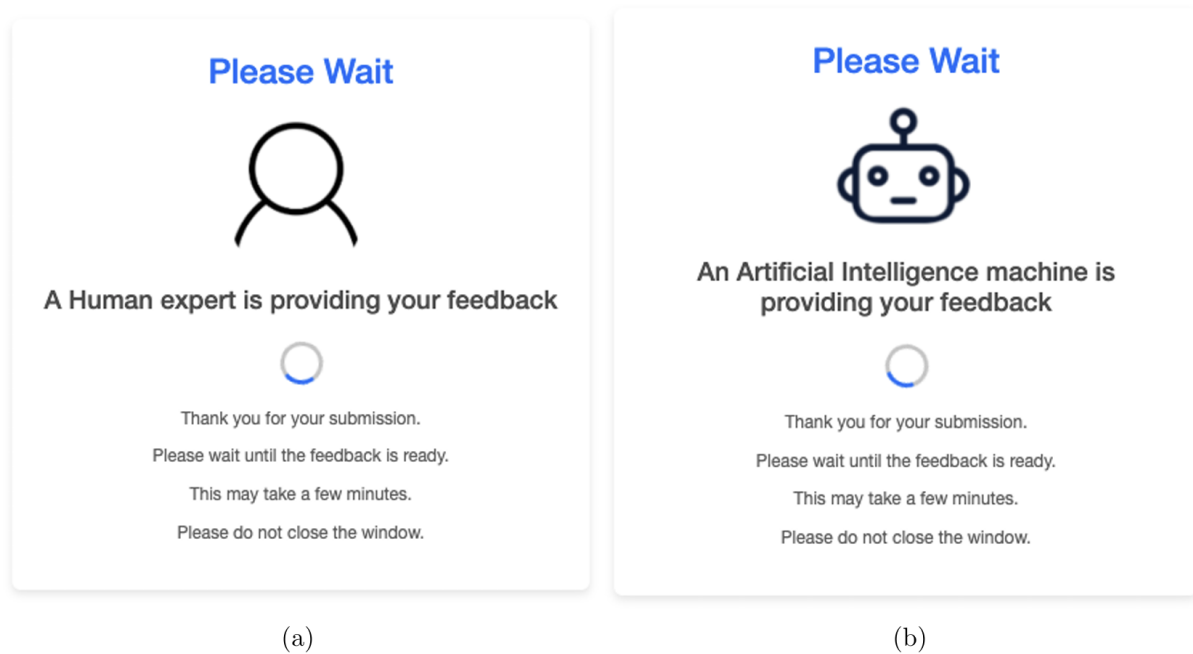 Please Wait
A Human expert is providing your feedback
Thank you for your submission.
Please wait until the feedback is ready.
This may take a few minutes.
Please do not close the window.
(a)
Please Wait
An Artificial Intelligence machine is
providing your feedback
Thank you for your submission.
Please wait until the feedback is ready.
This may take a few minutes.
Please do not close the window.
(b)